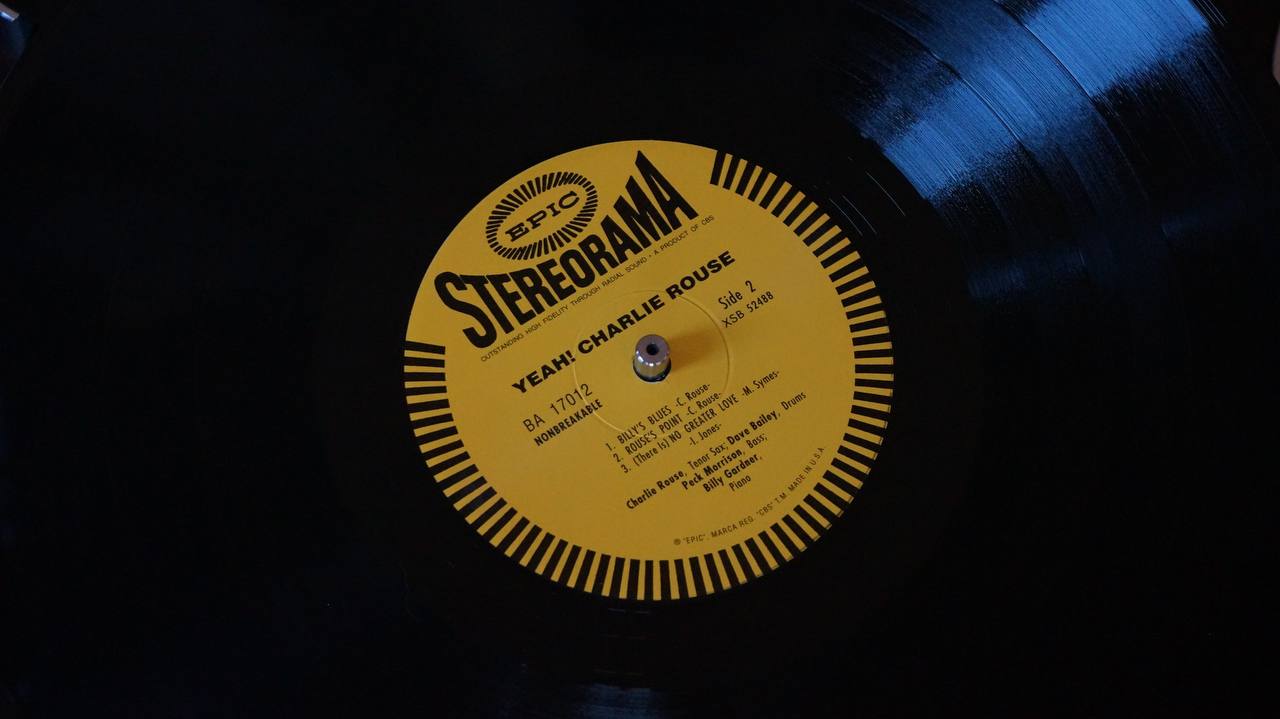 EPIC
STEREORAMA
OUTSTANDING HIGH FIDELITY THROUGH RADIAL SOUND • A PRODUCT OF CBS
YEAH! CHARLIE ROUSE
Side 2
XSB 52488
BA 17012
NONBREAKABLE
1. BILLY'S BLUES -C. Rouse-
2. ROUSE'S POINT -C. Rouse-
3. (There Is) NO GREATER LOVE -M. Symes-
-I. Jones-
Charlie Rouse, Tenor Sax; Dave Bailey, Drums
Peck Morrison, Bass;
Billy Gardner,
Piano
® "EPIC". MARCA REG. "CBS" T.M. MADE IN U.S.A.